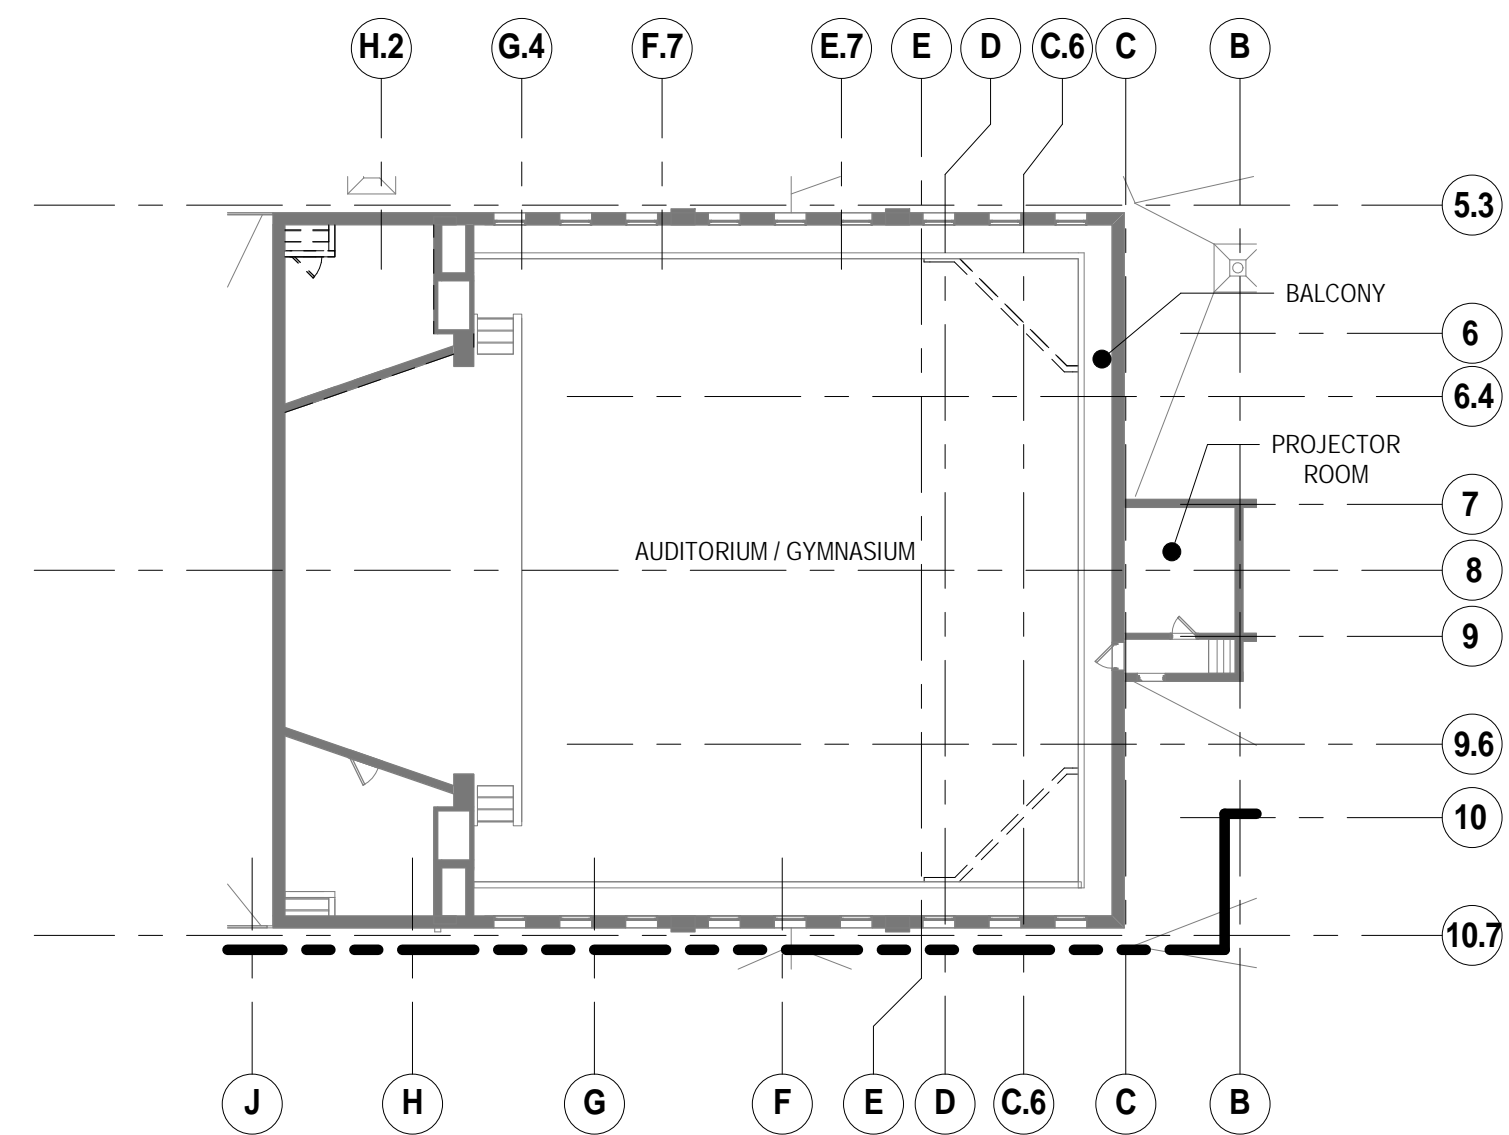 H.2
G.4
F.7
E.7
E
D
C.6
C
B
5.3
BALCONY
6
6.4
PROJECTOR
ROOM
7
AUDITORIUM / GYMNASIUM
8
9
9.6
10
10.7
J
H
G
F
E
D
C.6
C
B